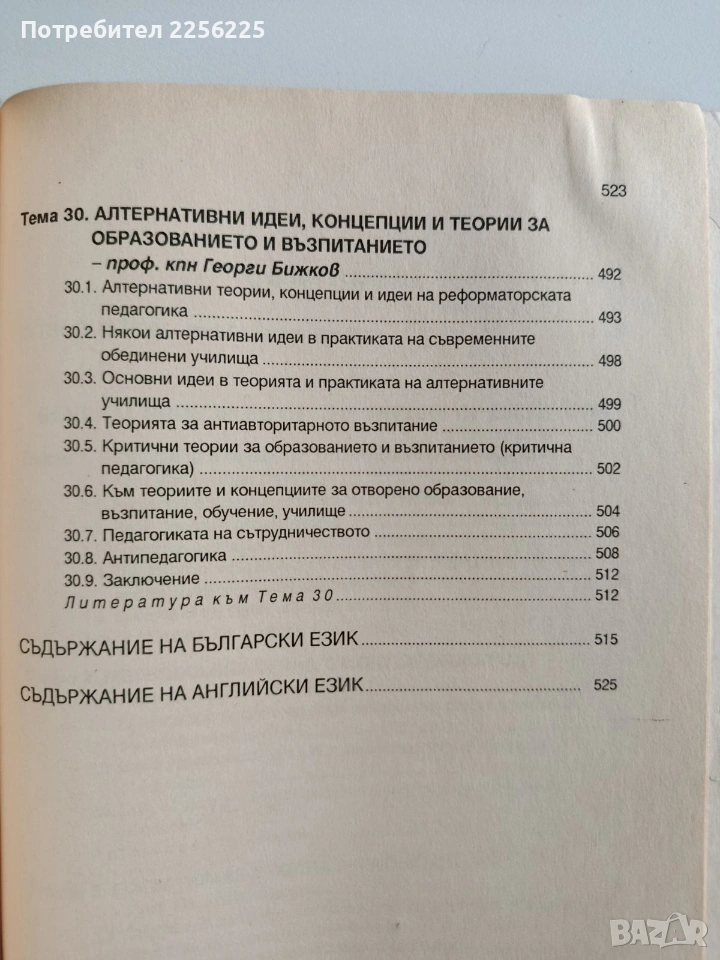 Потребител 2256225
523
Тема 30. АЛТЕРНАТИВНИ ИДЕИ, КОНЦЕПЦИИ И ТЕОРИИ ЗА
ОБРАЗОВАНИЕТО И ВЪЗПИТАНИЕТО
– проф. кпн Георги Бижков ........ 492
30.1. Алтернативни теории, концепции и идеи на реформаторската
педагогика ........ 493
30.2. Някои алтернативни идеи в практиката на съвременните
обединени училища ........ 498
30.3. Основни идеи в теорията и практиката на алтернативните
училища ........ 499
30.4. Теорията за антиавторитарното възпитание ........ 500
30.5. Критични теории за образованието и възпитанието (критична
педагогика) ........ 502
30.6. Към теориите и концепциите за отворено образование,
възпитание, обучение, училище ........ 504
30.7. Педагогиката на сътрудничеството ........ 506
30.8. Антипедагогика ........ 508
30.9. Заключение ........ 512
Литература към Тема 30 ........ 512
СЪДЪРЖАНИЕ НА БЪЛГАРСКИ ЕЗИК ........ 515
СЪДЪРЖАНИЕ НА АНГЛИЙСКИ ЕЗИК ........ 525
BAZAR